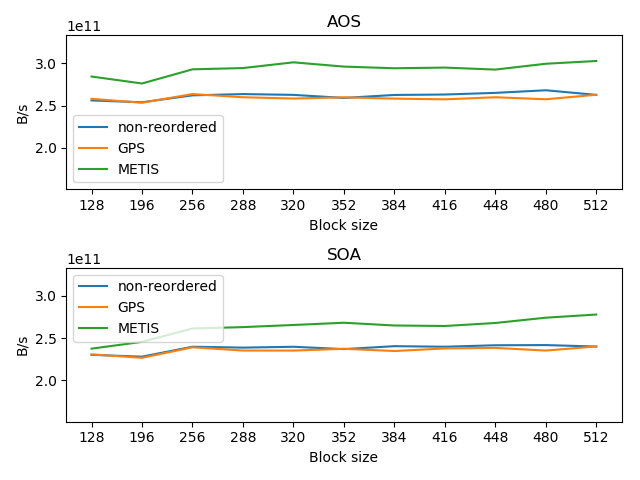 AOS
1e11
3.0
2.5
2.0
B/s
non-reordered
GPS
METIS
128 196 256 288 320 352 384 416 448 480 512
Block size
SOA
1e11
3.0
2.5
2.0
B/s
non-reordered
GPS
METIS
128 196 256 288 320 352 384 416 448 480 512
Block size